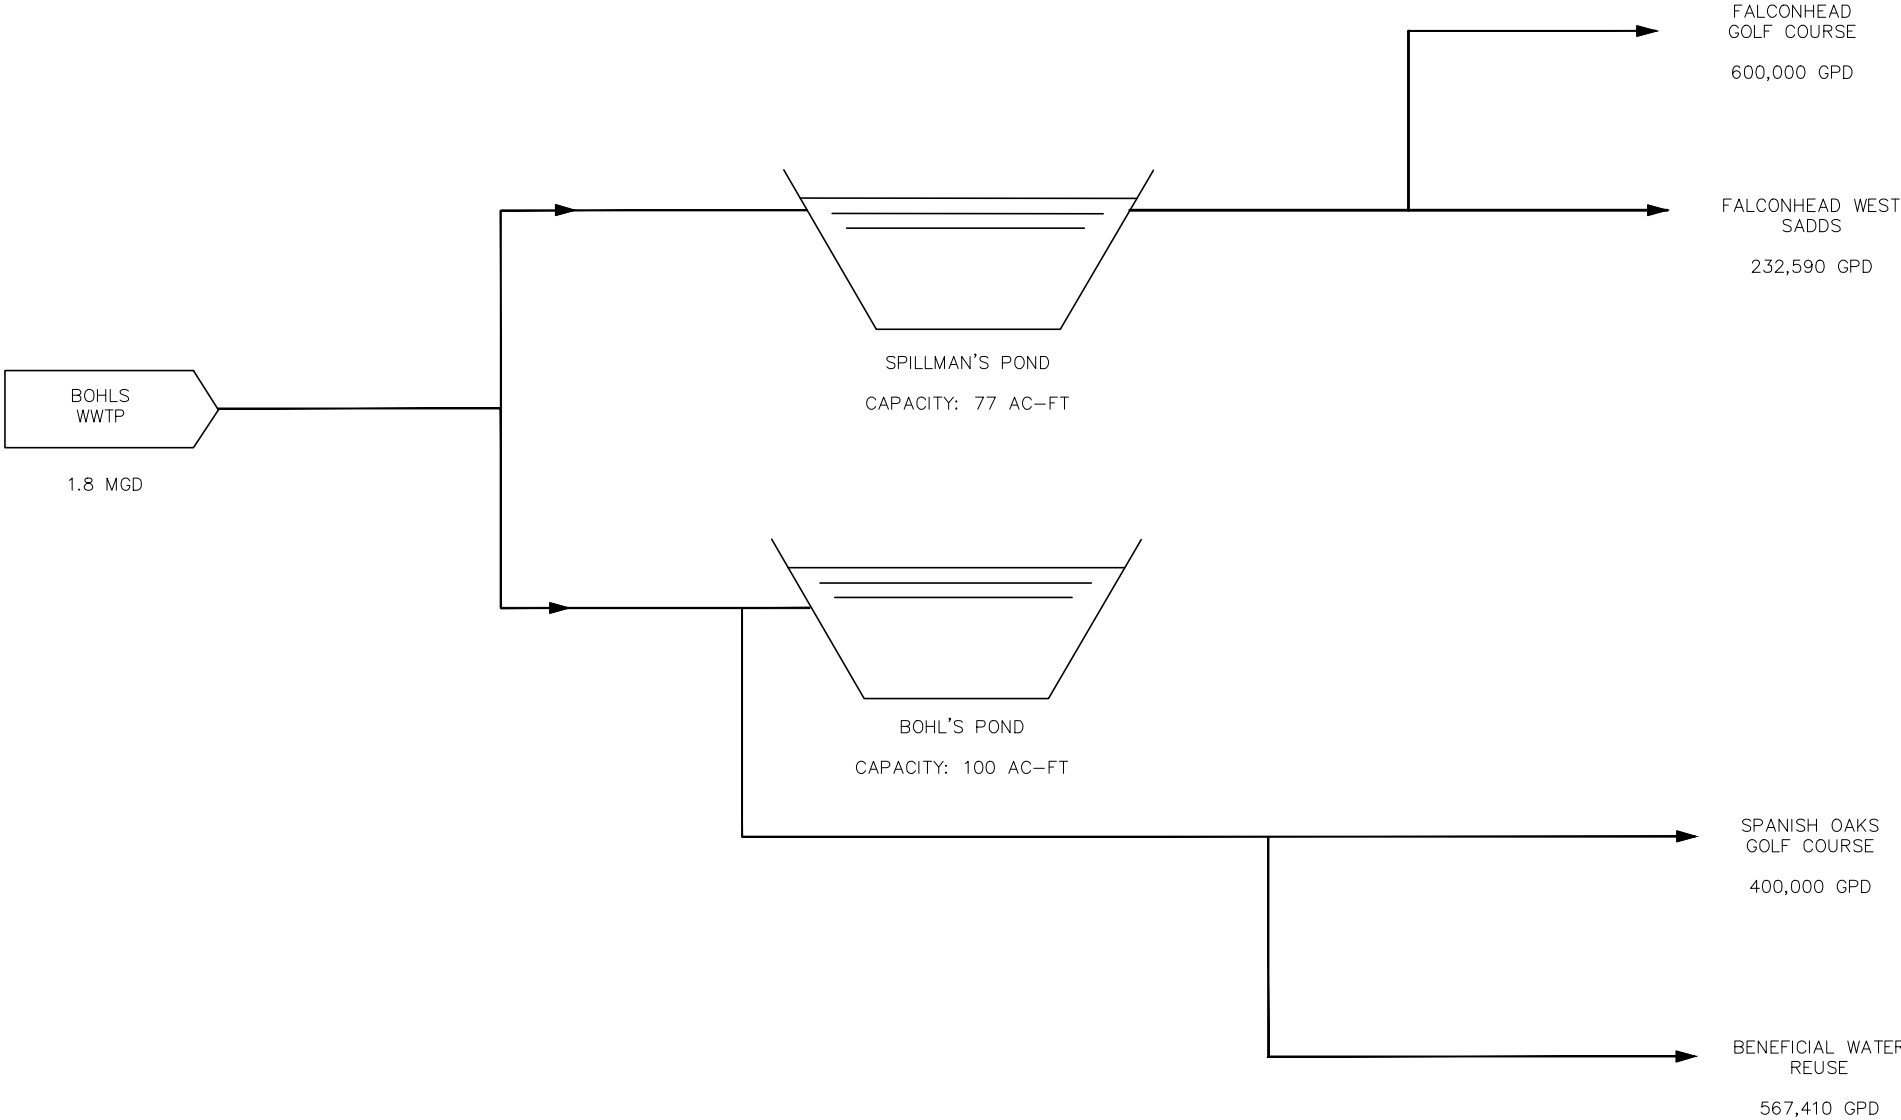 FALCONHEAD
GOLF COURSE
600,000 GPD
FALCONHEAD WEST
SADDS
232,590 GPD
SPILLMAN'S POND
CAPACITY: 77 AC-FT
BOHLS
WWTP
1.8 MGD
BOHL'S POND
CAPACITY: 100 AC-FT
SPANISH OAKS
GOLF COURSE
400,000 GPD
BENEFICIAL WATER
REUSE
567,410 GPD